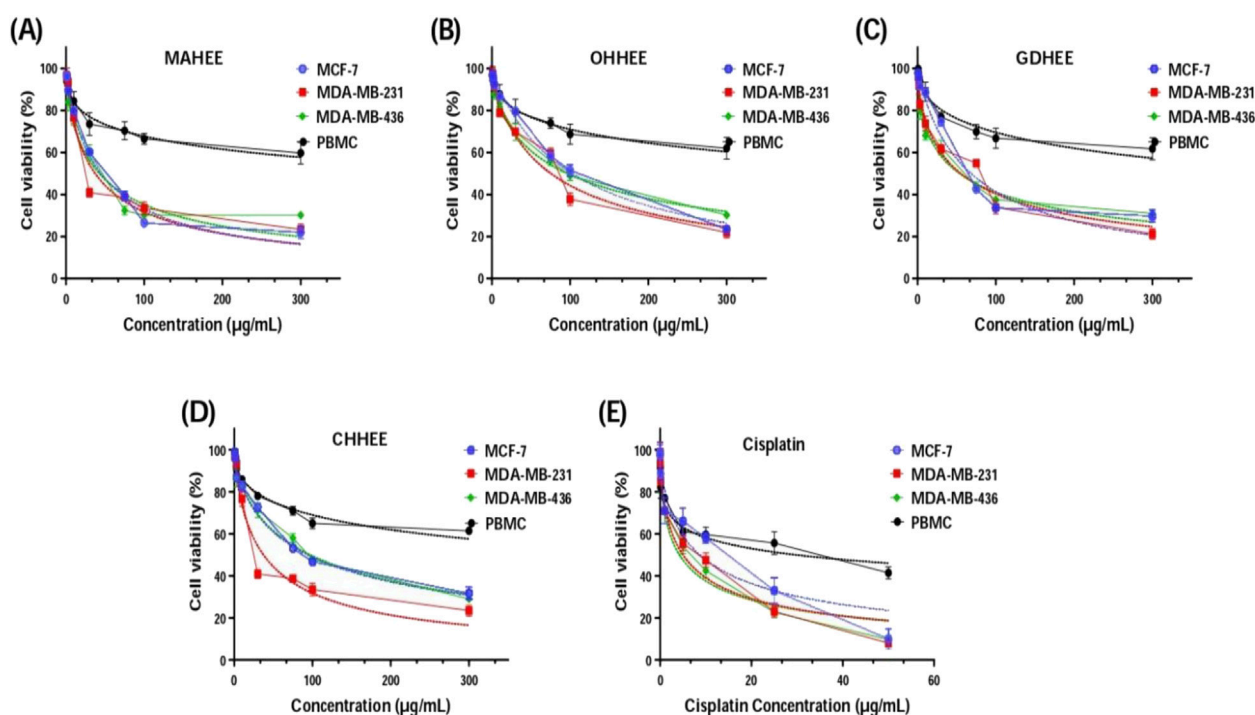 (A)
MAHEE
MCF-7
MDA-MB-231
MDA-MB-436
PBMC
Cell viability (%)
100
80
60
40
20
0
0
100
200
300
Concentration (µg/mL)
(B)
OHHEE
MCF-7
MDA-MB-231
MDA-MB-436
PBMC
Cell viability (%)
100
80
60
40
20
0
0
100
200
300
Concentration (µg/mL)
(C)
GDHEE
MCF-7
MDA-MB-231
MDA-MB-436
PBMC
Cell viability (%)
100
80
60
40
20
0
0
100
200
300
Concentration (µg/mL)
(D)
CHHEE
MCF-7
MDA-MB-231
MDA-MB-436
PBMC
Cell viability (%)
100
80
60
40
20
0
0
100
200
300
Concentration (µg/mL)
(E)
Cisplatin
MCF-7
MDA-MB-231
MDA-MB-436
PBMC
Cell viability (%)
100
80
60
40
20
0
0
20
40
60
Cisplatin Concentration (µg/mL)